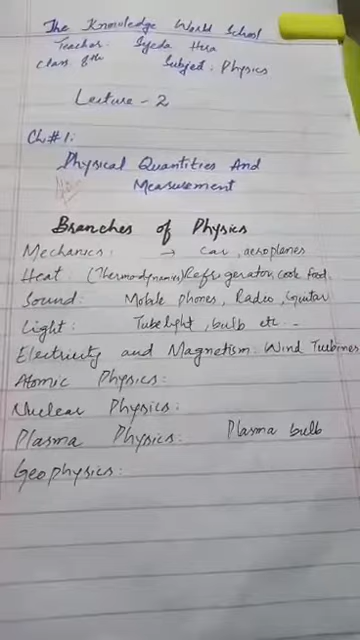 The Knowledge World School
Teacher: Syeda Hira
Class 8th Subject: Physics
Lecture - 2
Ch#1:
Physical Quantities And
Measurement
Branches of Physics
Mechanics: → Car, aeroplanes
Heat: (Thermodynamics) Refrigerator, Cook food.
Sound: Mobile phones, Radio, Guitar
Light: Tubelight, bulb etc -
Electricity and Magnetism: Wind Turbines
Atomic Physics:
Nuclear Physics:
Plasma Physics: Plasma bulb
Geophysics: